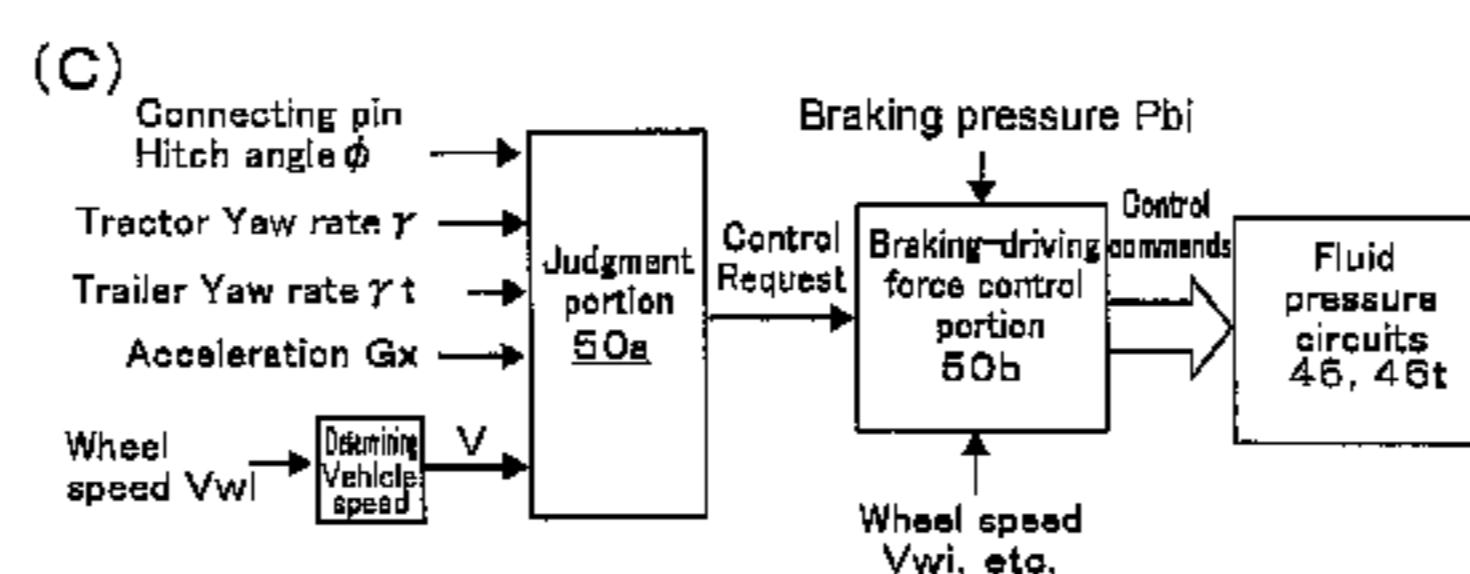 (C)
Connecting pin
Hitch angle ϕ
Tractor Yaw rate γ
Trailer Yaw rate γ t
Acceleration Gx
Wheel
speed Vwi
Determining
Vehicle
speed
V
Judgment
portion
50a
Control
Request
Braking pressure Pbi
Braking-driving
force control
portion
50b
Wheel speed
Vwi, etc.
Control
commands
Fluid
pressure
circuits
46, 46t